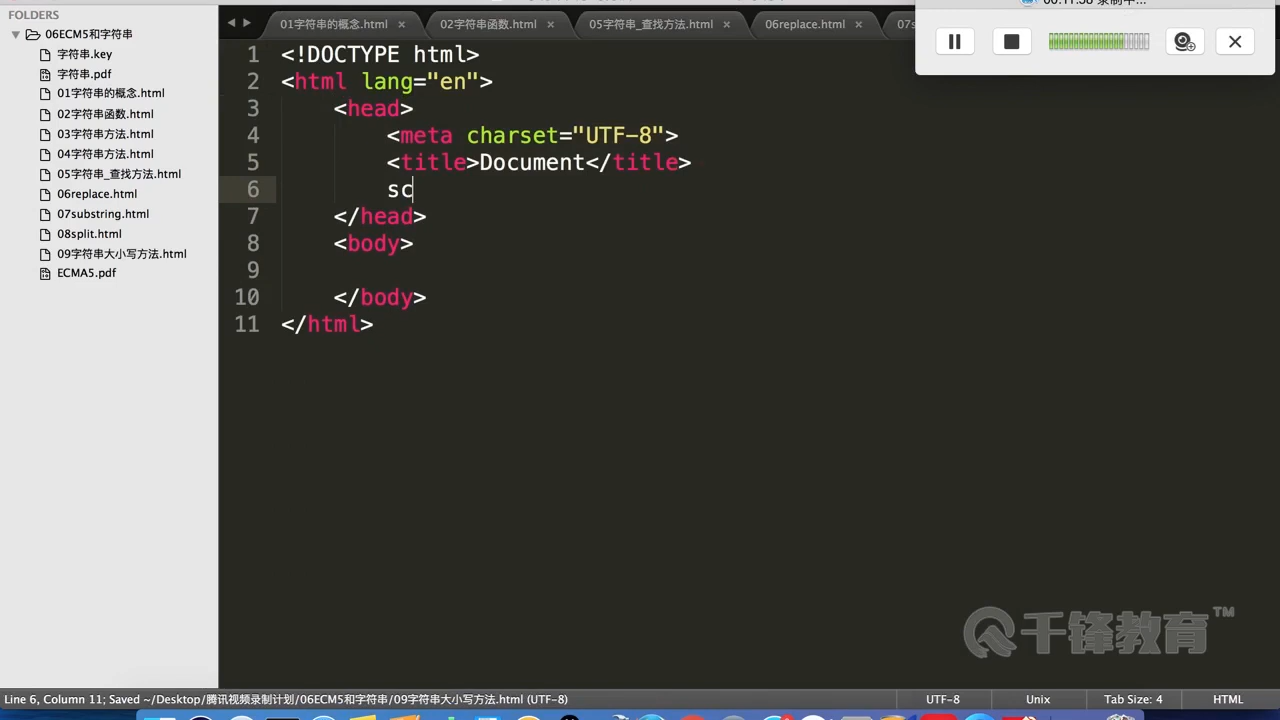 FOLDERS
06ECM5和字符串
字符串.key
字符串.pdf
01字符串的概念.html
02字符串函数.html
03字符串方法.html
04字符串方法.html
05字符串_查找方法.html
06replace.html
07substring.html
08split.html
09字符串大小写方法.html
ECMA5.pdf
01字符串的概念.html × 02字符串函数.html × 05字符串_查找方法.html × 06replace.html × 07s
1 <!DOCTYPE html>
2 <html lang="en">
3 <head>
4 <meta charset="UTF-8">
5 <title>Document</title>
6 sc
7 </head>
8 <body>
9
10 </body>
11 </html>
千锋教育™
Line 6, Column 11; Saved ~/Desktop/腾讯视频录制计划/06ECM5和字符串/09字符串大小写方法.html (UTF-8) UTF-8 Unix Tab Size: 4 HTML